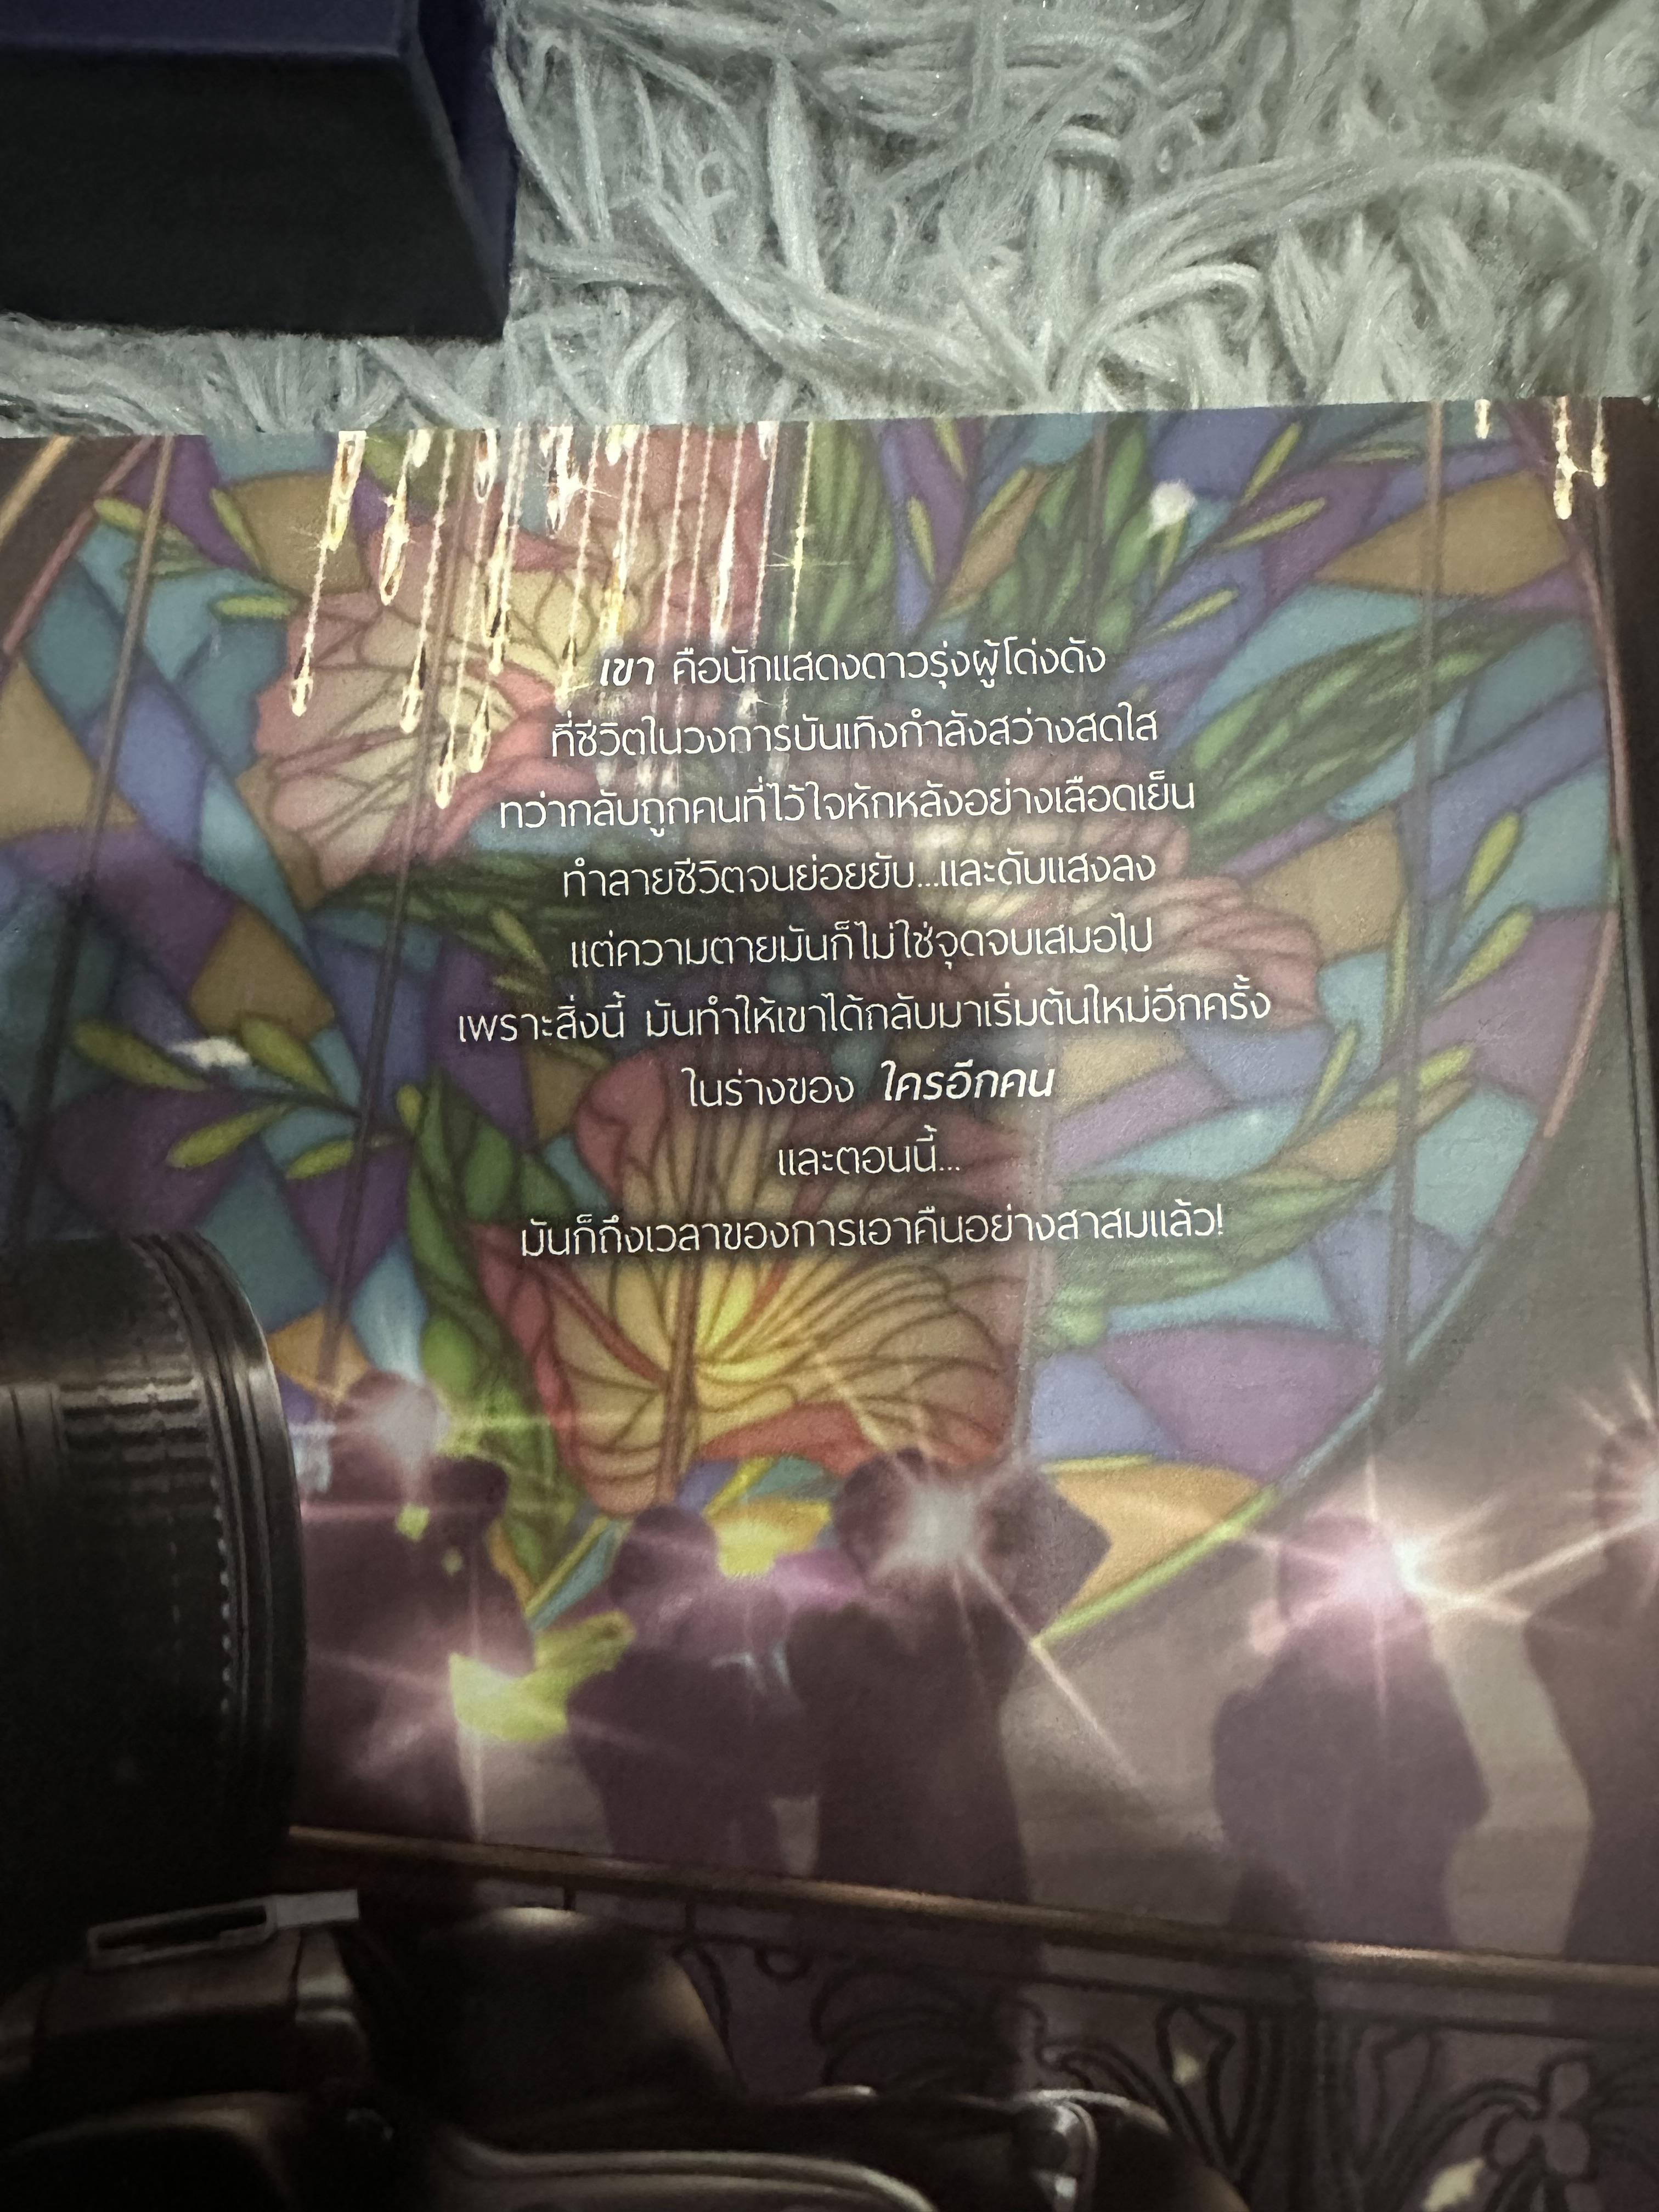 เขา คือนักแสดงดาวรุ่งผู้โด่งดัง
ที่ชีวิตในวงการบันเทิงกำลังสว่างสดใส
ทว่ากลับถูกคนที่ไว้ใจหักหลังอย่างเลือดเย็น
ทำลายชีวิตจนย่อยยับ...และดับแสงลง
แต่ความตายมันก็ไม่ใช่จุดจบเสมอไป
เพราะสิ่งนี้ มันทำให้เขาได้กลับมาเริ่มต้นใหม่อีกครั้ง
ในร่างของ ใครอีกคน
และตอนนี้...
มันก็ถึงเวลาของการเอาคืนอย่างสาสมแล้ว!